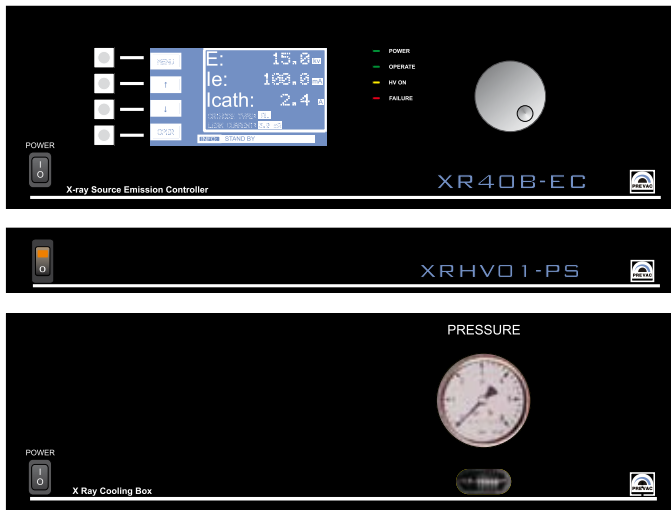 MENU
↑
↓
E: 15.0 kV
Ie: 100.0 mA
Icath: 2.4 A
STAND BY
POWER
OPERATE
HV ON
FAILURE
POWER
I
O
X-ray Source Emission Controller
XR40B-EC
PREVAC
O
XRHV01-PS
PREVAC
PRESSURE
POWER
I
O
X Ray Cooling Box
PREVAC